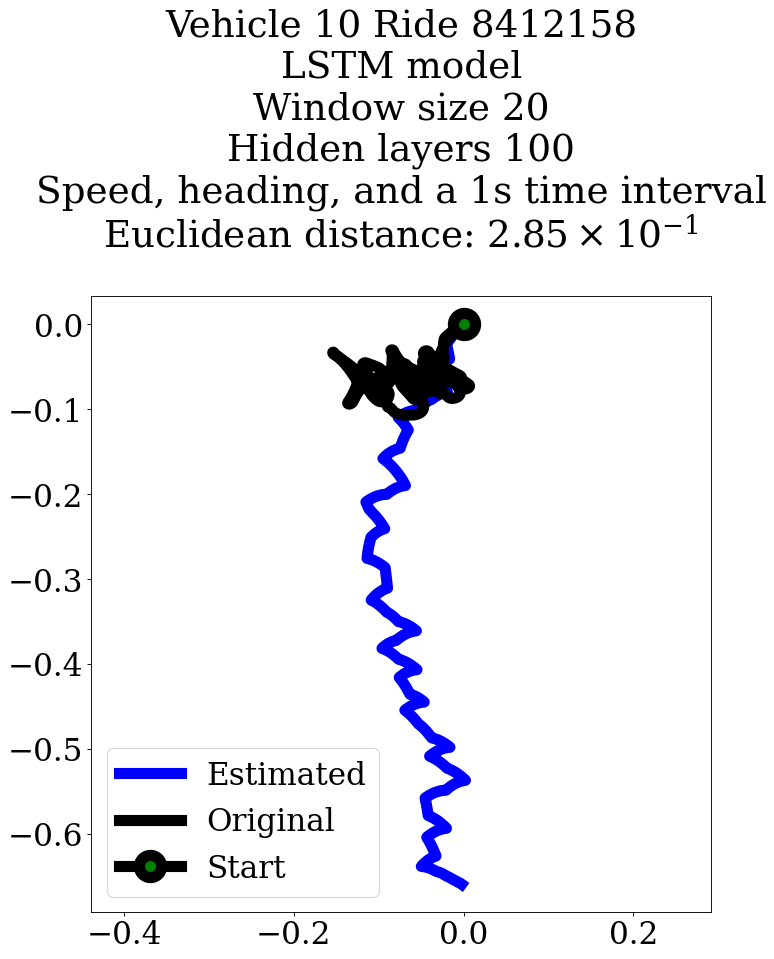 Vehicle 10 Ride 8412158
LSTM model
Window size 20
Hidden layers 100
Speed, heading, and a 1s time interval
Euclidean distance: 2.85 × 10⁻¹
0.0
−0.1
−0.2
−0.3
−0.4
−0.5
−0.6
Estimated
Original
Start
−0.4 −0.2 0.0 0.2